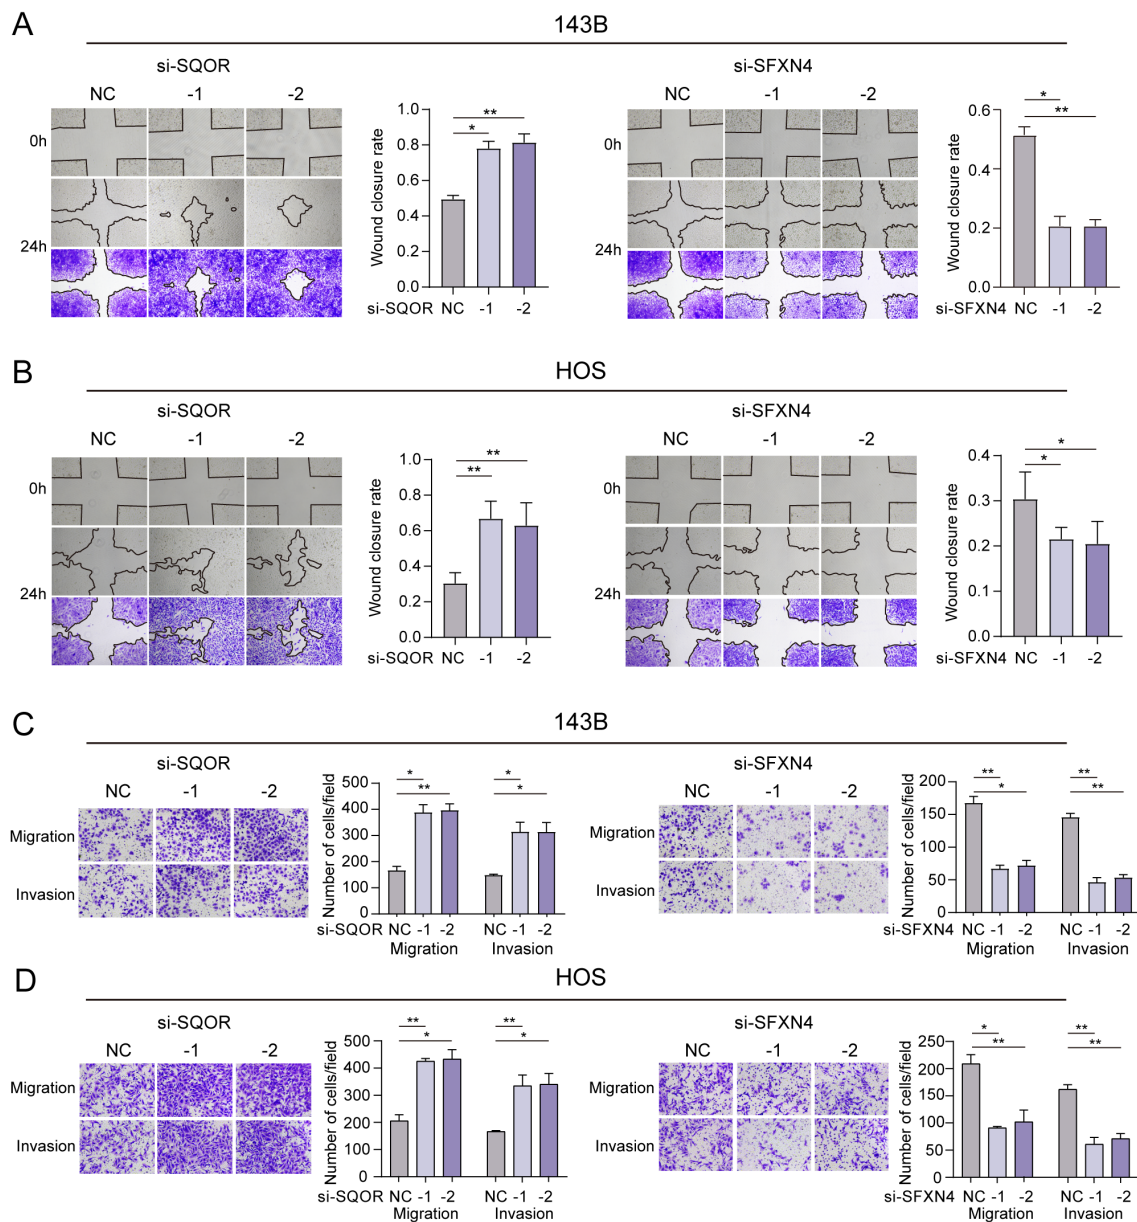 A
143B
si-SQOR
NC -1 -2
0h
24h
Wound closure rate
1.0
0.8
0.6
0.4
0.2
0.0
* **
si-SQOR NC -1 -2
si-SFXN4
NC -1 -2
0h
24h
Wound closure rate
0.6
0.4
0.2
0.0
* **
si-SFXN4 NC -1 -2
B
HOS
si-SQOR
NC -1 -2
0h
24h
Wound closure rate
1.0
0.8
0.6
0.4
0.2
0.0
** **
si-SQOR NC -1 -2
si-SFXN4
NC -1 -2
0h
24h
Wound closure rate
0.4
0.3
0.2
0.1
0.0
* *
si-SFXN4 NC -1 -2
C
143B
si-SQOR
NC -1 -2
Migration
Invasion
Number of cells/field
500
400
300
200
100
0
* ** * *
si-SQOR NC -1 -2 NC -1 -2
Migration Invasion
si-SFXN4
NC -1 -2
Migration
Invasion
Number of cells/field
200
150
100
50
0
** * ** **
si-SFXN4 NC -1 -2 NC -1 -2
Migration Invasion
D
HOS
si-SQOR
NC -1 -2
Migration
Invasion
Number of cells/field
500
400
300
200
100
0
** * ** *
si-SQOR NC -1 -2 NC -1 -2
Migration Invasion
si-SFXN4
NC -1 -2
Migration
Invasion
Number of cells/field
250
200
150
100
50
0
* ** ** **
si-SFXN4 NC -1 -2 NC -1 -2
Migration Invasion